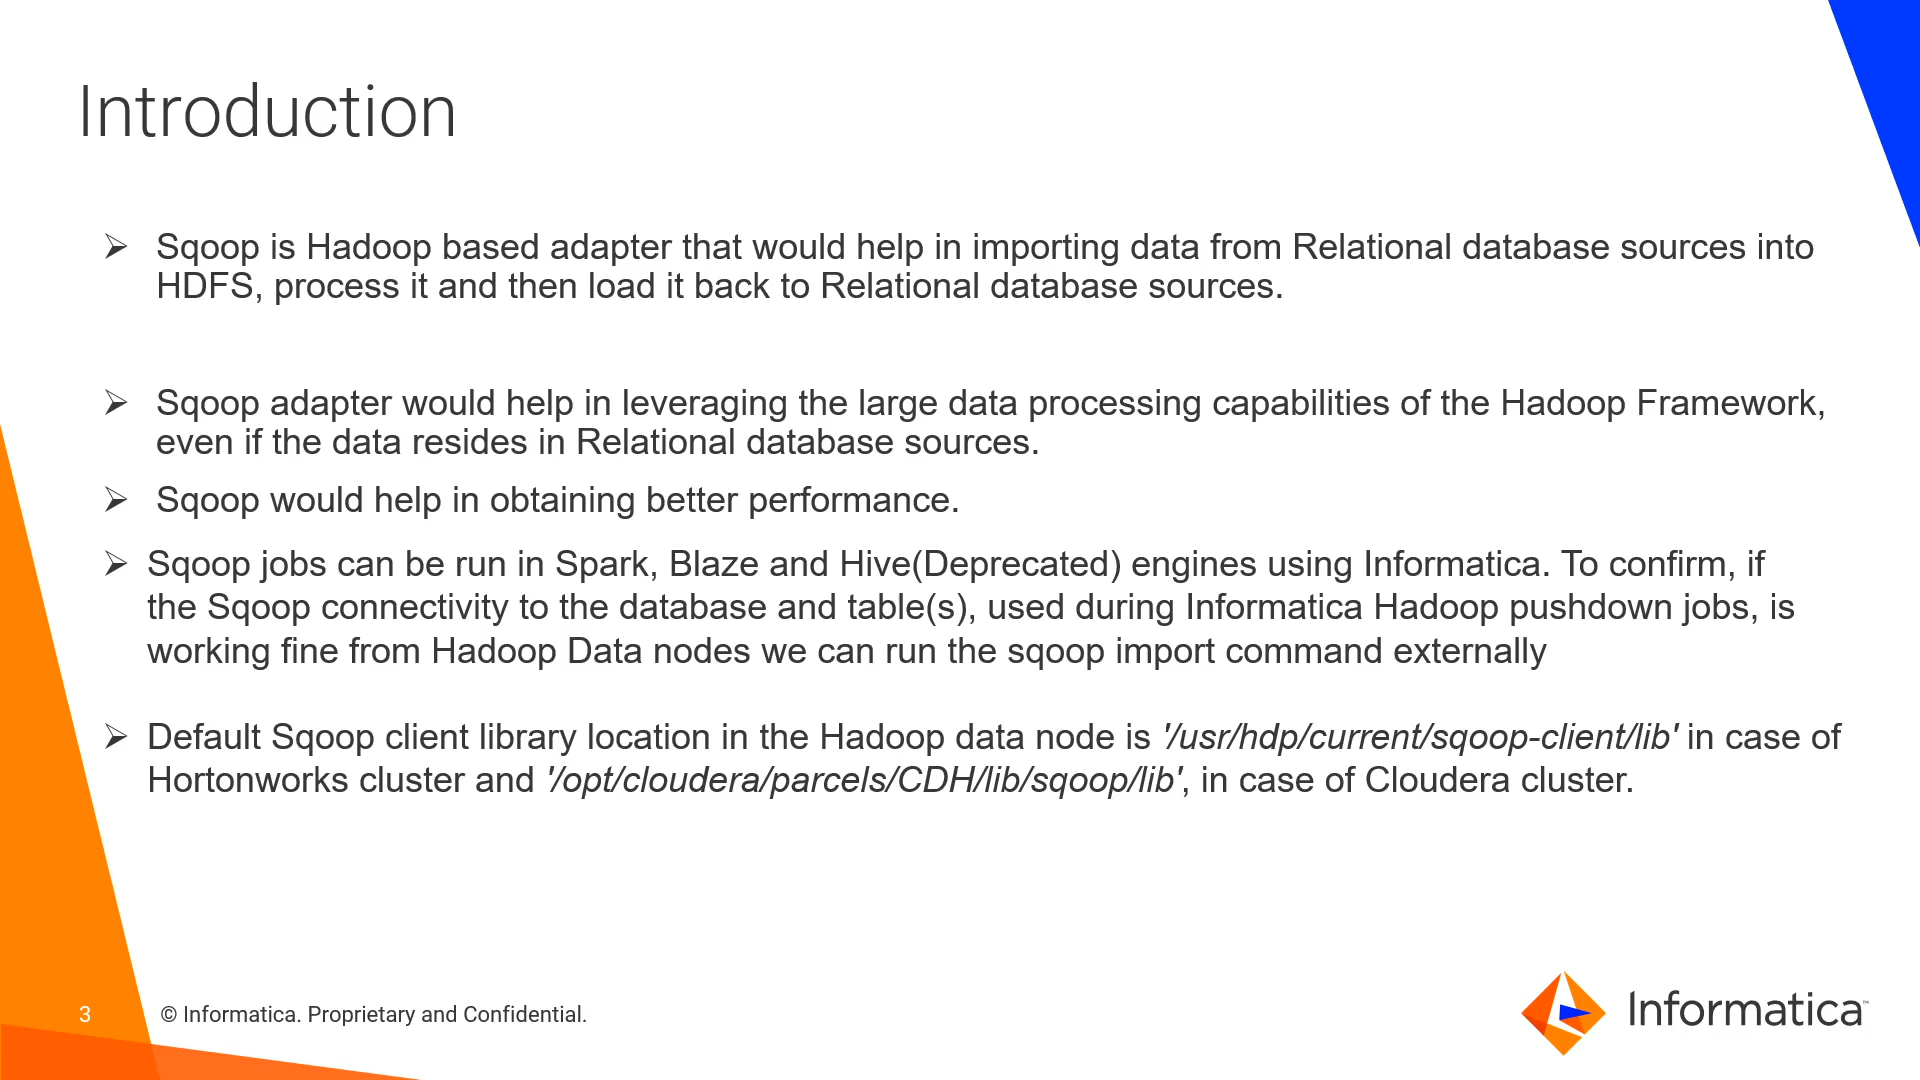 Introduction
➢ Sqoop is Hadoop based adapter that would help in importing data from Relational database sources into
HDFS, process it and then load it back to Relational database sources.
➢ Sqoop adapter would help in leveraging the large data processing capabilities of the Hadoop Framework,
even if the data resides in Relational database sources.
➢ Sqoop would help in obtaining better performance.
➢ Sqoop jobs can be run in Spark, Blaze and Hive(Deprecated) engines using Informatica. To confirm, if
the Sqoop connectivity to the database and table(s), used during Informatica Hadoop pushdown jobs, is
working fine from Hadoop Data nodes we can run the sqoop import command externally
➢ Default Sqoop client library location in the Hadoop data node is '/usr/hdp/current/sqoop-client/lib' in case of
Hortonworks cluster and '/opt/cloudera/parcels/CDH/lib/sqoop/lib', in case of Cloudera cluster.
3 © Informatica. Proprietary and Confidential.
Informatica™